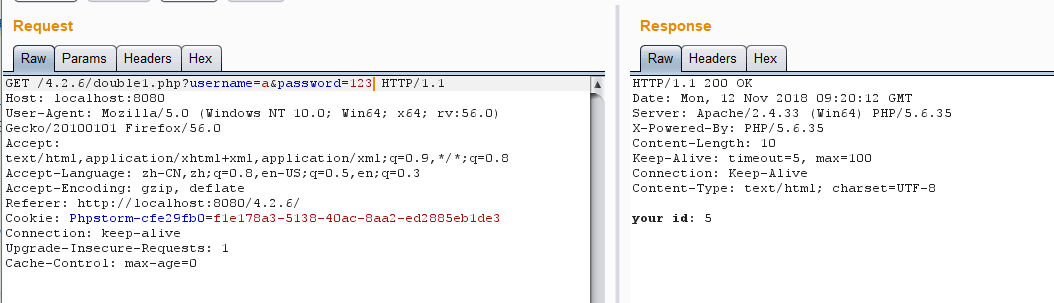 Request
Raw Params Headers Hex
GET /4.2.6/double1.php?username=a&password=123 HTTP/1.1
Host: localhost:8080
User-Agent: Mozilla/5.0 (Windows NT 10.0; Win64; x64; rv:56.0)
Gecko/20100101 Firefox/56.0
Accept:
text/html,application/xhtml+xml,application/xml;q=0.9,*/*;q=0.8
Accept-Language: zh-CN,zh;q=0.8,en-US;q=0.5,en;q=0.3
Accept-Encoding: gzip, deflate
Referer: http://localhost:8080/4.2.6/
Cookie: Phpstorm-cfe29fb0=f1e178a3-5138-40ac-8aa2-ed2885eb1de3
Connection: keep-alive
Upgrade-Insecure-Requests: 1
Cache-Control: max-age=0
Response
Raw Headers Hex
HTTP/1.1 200 OK
Date: Mon, 12 Nov 2018 09:20:12 GMT
Server: Apache/2.4.33 (Win64) PHP/5.6.35
X-Powered-By: PHP/5.6.35
Content-Length: 10
Keep-Alive: timeout=5, max=100
Connection: Keep-Alive
Content-Type: text/html; charset=UTF-8
your id: 5